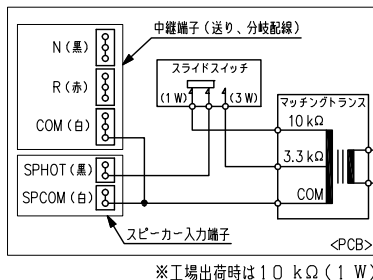 中継端子(送り、分岐配線)
N(黒)
R(赤)
COM(白)
SPHOT(黒)
SPCOM(白)
スピーカー入力端子
スライドスイッチ
(1 W) (3 W)
マッチングトランス
10 kΩ
3.3 kΩ
COM
<PCB>
※工場出荷時は10 kΩ(1 W)